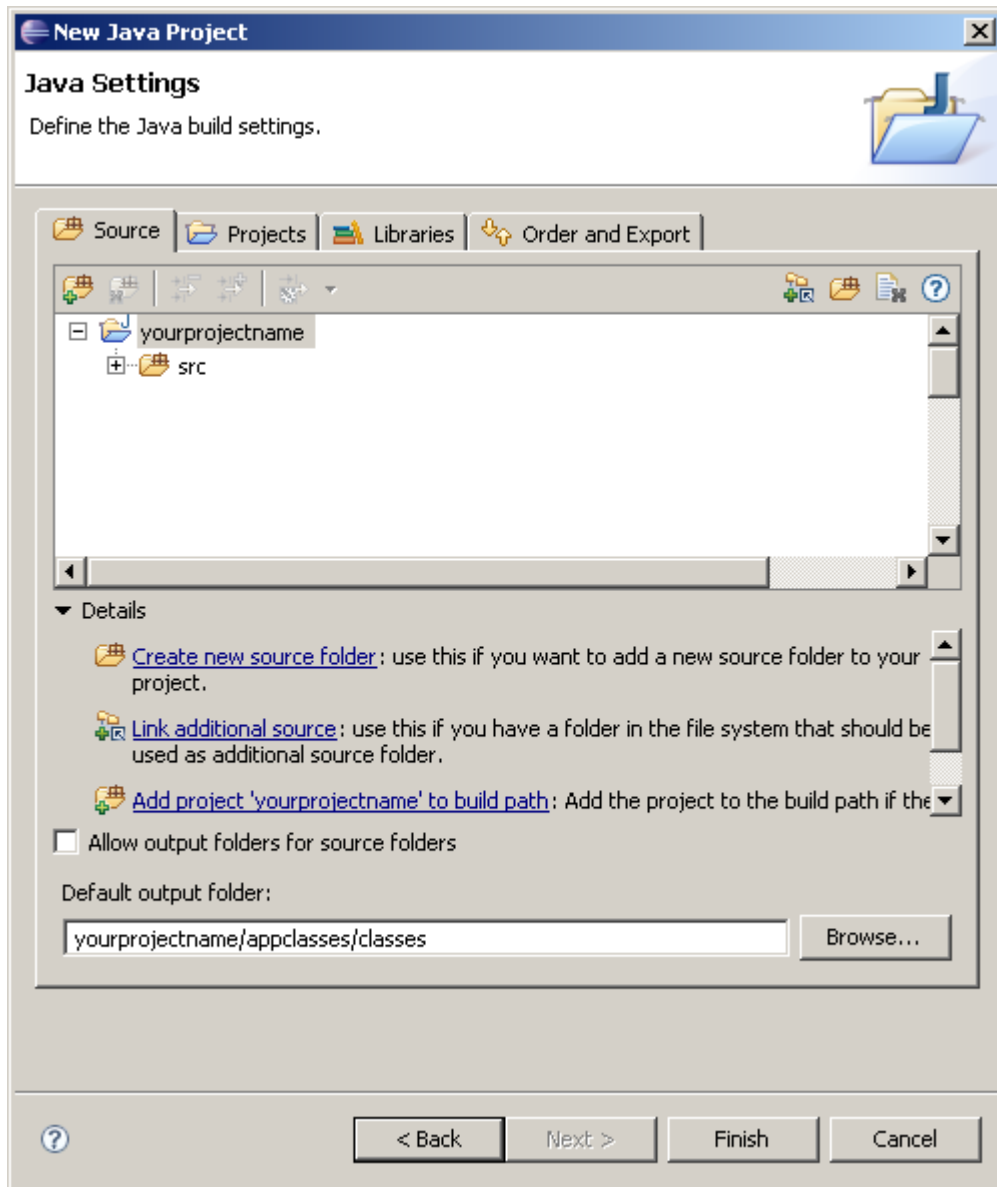 New Java Project
Java Settings
Define the Java build settings.
Source Projects Libraries Order and Export
yourprojectname
src
Details
Create new source folder: use this if you want to add a new source folder to your
project.
Link additional source: use this if you have a folder in the file system that should be
used as additional source folder.
Add project 'yourprojectname' to build path: Add the project to the build path if the
Allow output folders for source folders
Default output folder:
yourprojectname/appclasses/classes
Browse...
< Back Next > Finish Cancel